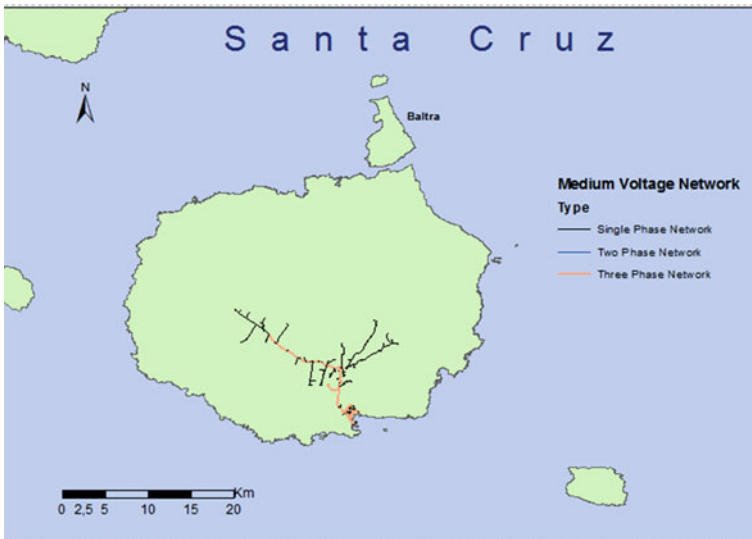 Santa Cruz
N
Baltra
Medium Voltage Network
Type
Single Phase Network
Two Phase Network
Three Phase Network
Km
0 2,5 5 10 15 20